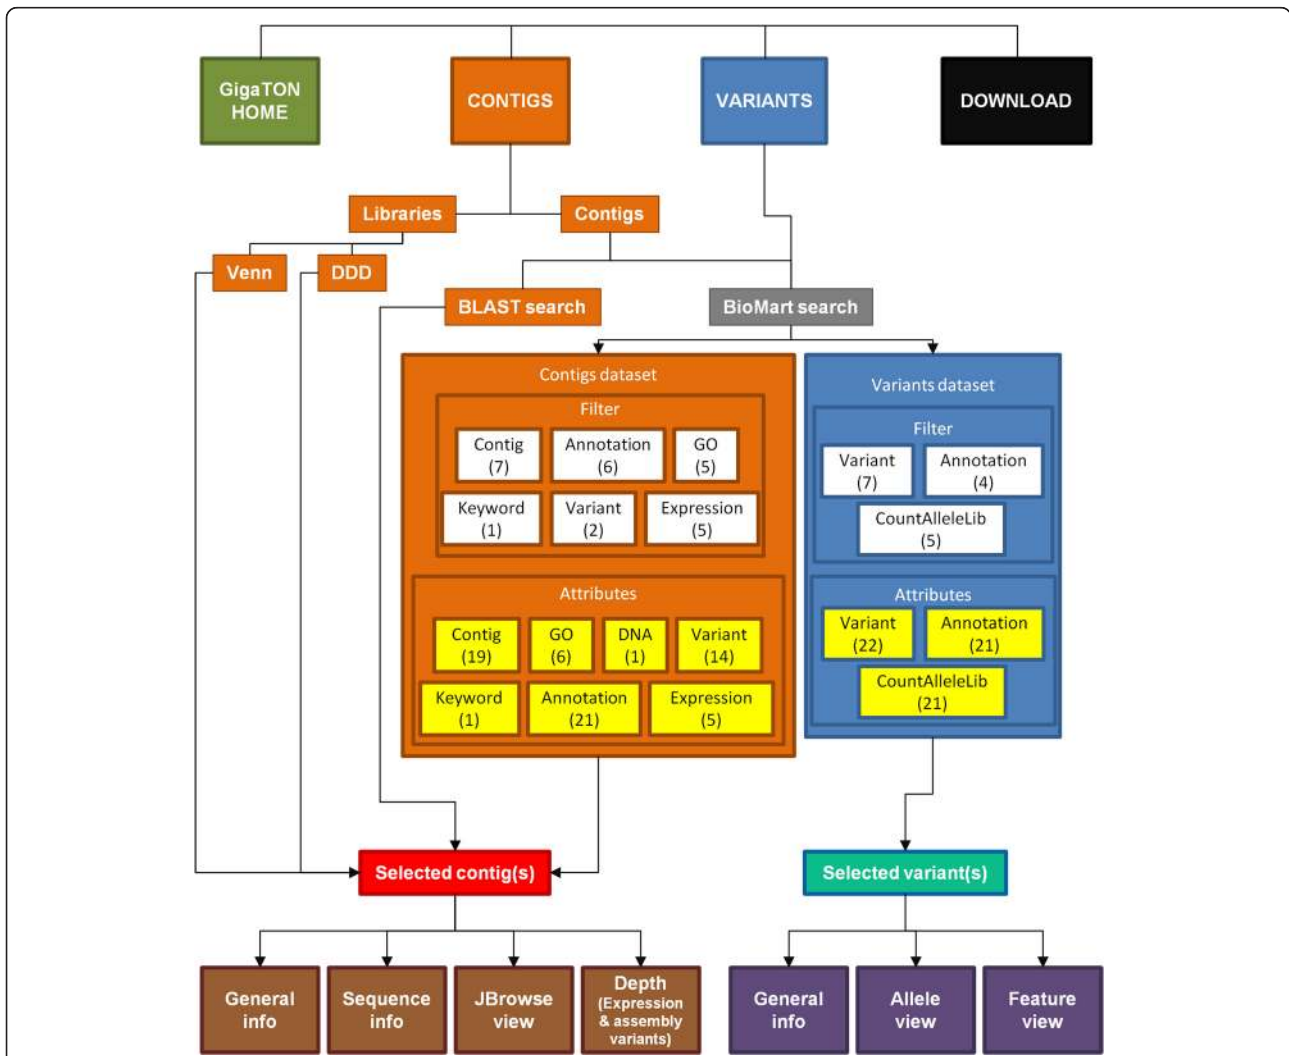 GigaTON
HOME
CONTIGS
VARIANTS
DOWNLOAD
Libraries
Contigs
Venn
DDD
BLAST search
BioMart search
Contigs dataset
Filter
Contig
(7)
Annotation
(6)
GO
(5)
Keyword
(1)
Variant
(2)
Expression
(5)
Attributes
Contig
(19)
GO
(6)
DNA
(1)
Variant
(14)
Keyword
(1)
Annotation
(21)
Expression
(5)
Variants dataset
Filter
Variant
(7)
Annotation
(4)
CountAlleleLib
(5)
Attributes
Variant
(22)
Annotation
(21)
CountAlleleLib
(21)
Selected contig(s)
Selected variant(s)
General
info
Sequence
info
JBrowse
view
Depth
(Expression
& assembly
variants)
General
info
Allele
view
Feature
view